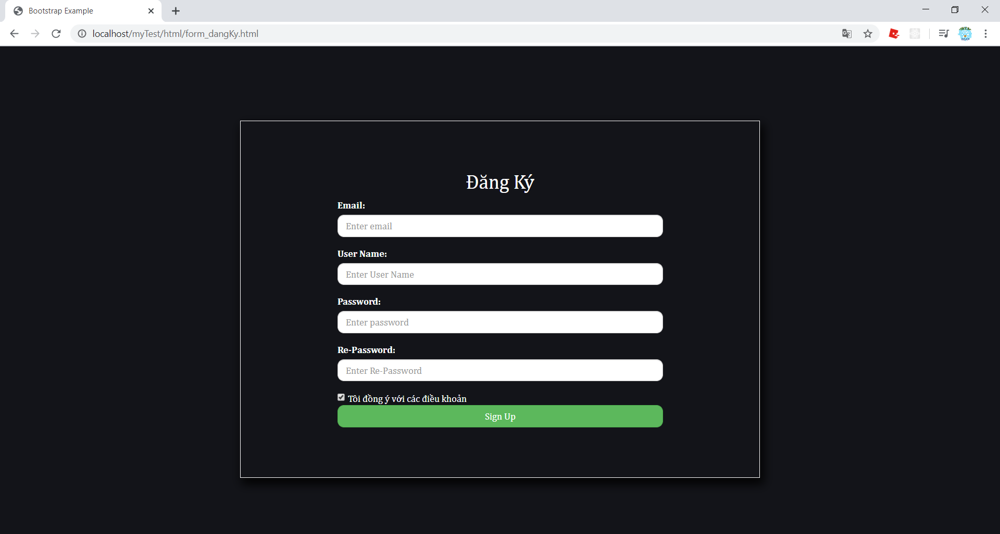 Bootstrap Example
localhost/myTest/html/form_dangKy.html
Đăng Ký
Email:
Enter email
User Name:
Enter User Name
Password:
Enter password
Re-Password:
Enter Re-Password
Tôi đồng ý với các điều khoản
Sign Up